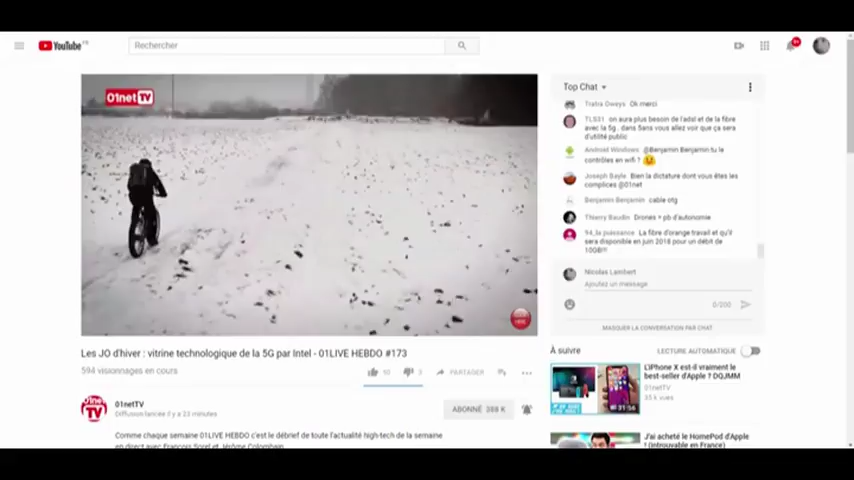 YouTube FR
Rechercher
9+
01net TV
Top Chat
Tratra Dweys Ok merci
TLS31 on aura plus besoin de l'adsl et de la fibre
avec la 5g . dans 5ans vous allez voir que ça sera
d'utilité public
Android Windows @Benjamin Benjamin tu le
contrôles en wifi ?
Joseph Bayle Bien la dictature dont vous êtes les
complices @01net
Benjamin Benjamin cable otg
Thierry Baudin Drones > pb d'autonomie
94_la puissance La fibre d'orange travail et qu'il
sera disponible en juin 2018 pour un débit de
10GB!!!
Nicolas Lambert
Ajoutez un message
0/200
MASQUER LA CONVERSATION PAR CHAT
Les JO d'hiver : vitrine technologique de la 5G par Intel - 01LIVE HEBDO #173
594 visionnages en cours
PARTAGER
À suivre
LECTURE AUTOMATIQUE
L'iPhone X est-il vraiment le
best-seller d'Apple ? DQJMM
01netTV
31:56
01net TV
01netTV
Diffusion lancée il y a 23 minutes
ABONNÉ 388 K
J'ai acheté le HomePod d'Apple
! (introuvable en France)
Comme chaque semaine 01LIVE HEBDO c'est le débrief de toute l'actualité high-tech de la semaine
en direct avec François Sorel et Jérôme Colombain